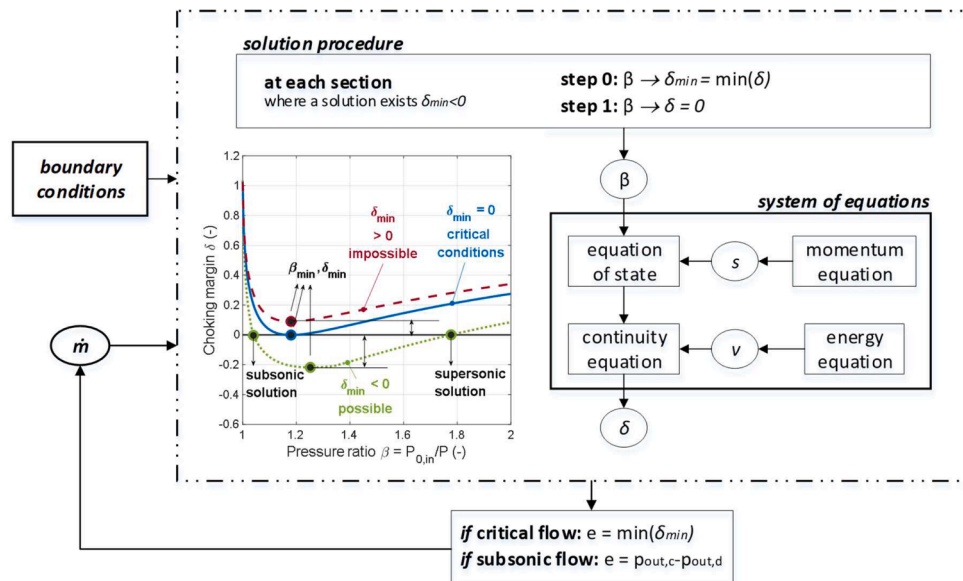 solution procedure
at each section
where a solution exists δmin<0
step 0: β → δmin = min(δ)
step 1: β → δ = 0
boundary
conditions
β
system of equations
equation
of state
s
momentum
equation
continuity
equation
v
energy
equation
δ
ṁ
1.2
1
0.8
0.6
0.4
0.2
0
-0.2
-0.4
-0.6
Choking margin δ (-)
δmin
> 0
impossible
δmin = 0
critical
conditions
βmin, δmin
subsonic
solution
δmin < 0
possible
supersonic
solution
1 1.2 1.4 1.6 1.8 2
Pressure ratio β = P0,in/P (-)
if critical flow: e = min(δmin)
if subsonic flow: e = pout,c-pout,d